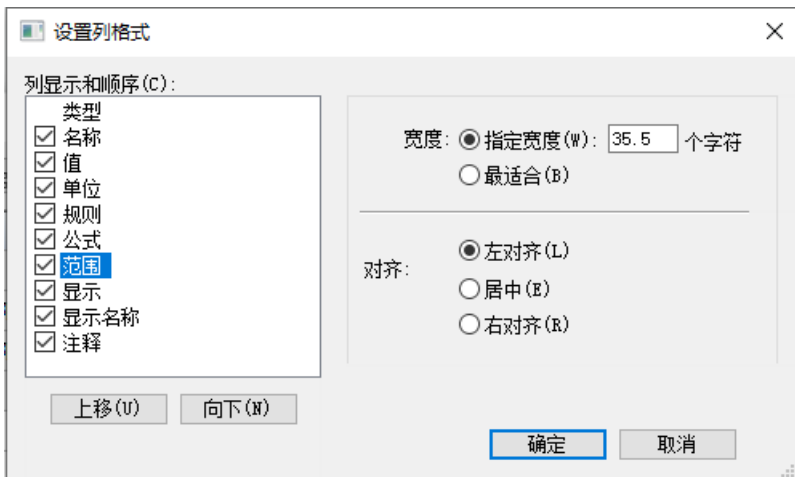 设置列格式
列显示和顺序(C):
类型
名称
值
单位
规则
公式
范围
显示
显示名称
注释
上移(U)
向下(N)
宽度:
指定宽度(W): 35.5 个字符
最适合(B)
对齐:
左对齐(L)
居中(E)
右对齐(R)
确定
取消